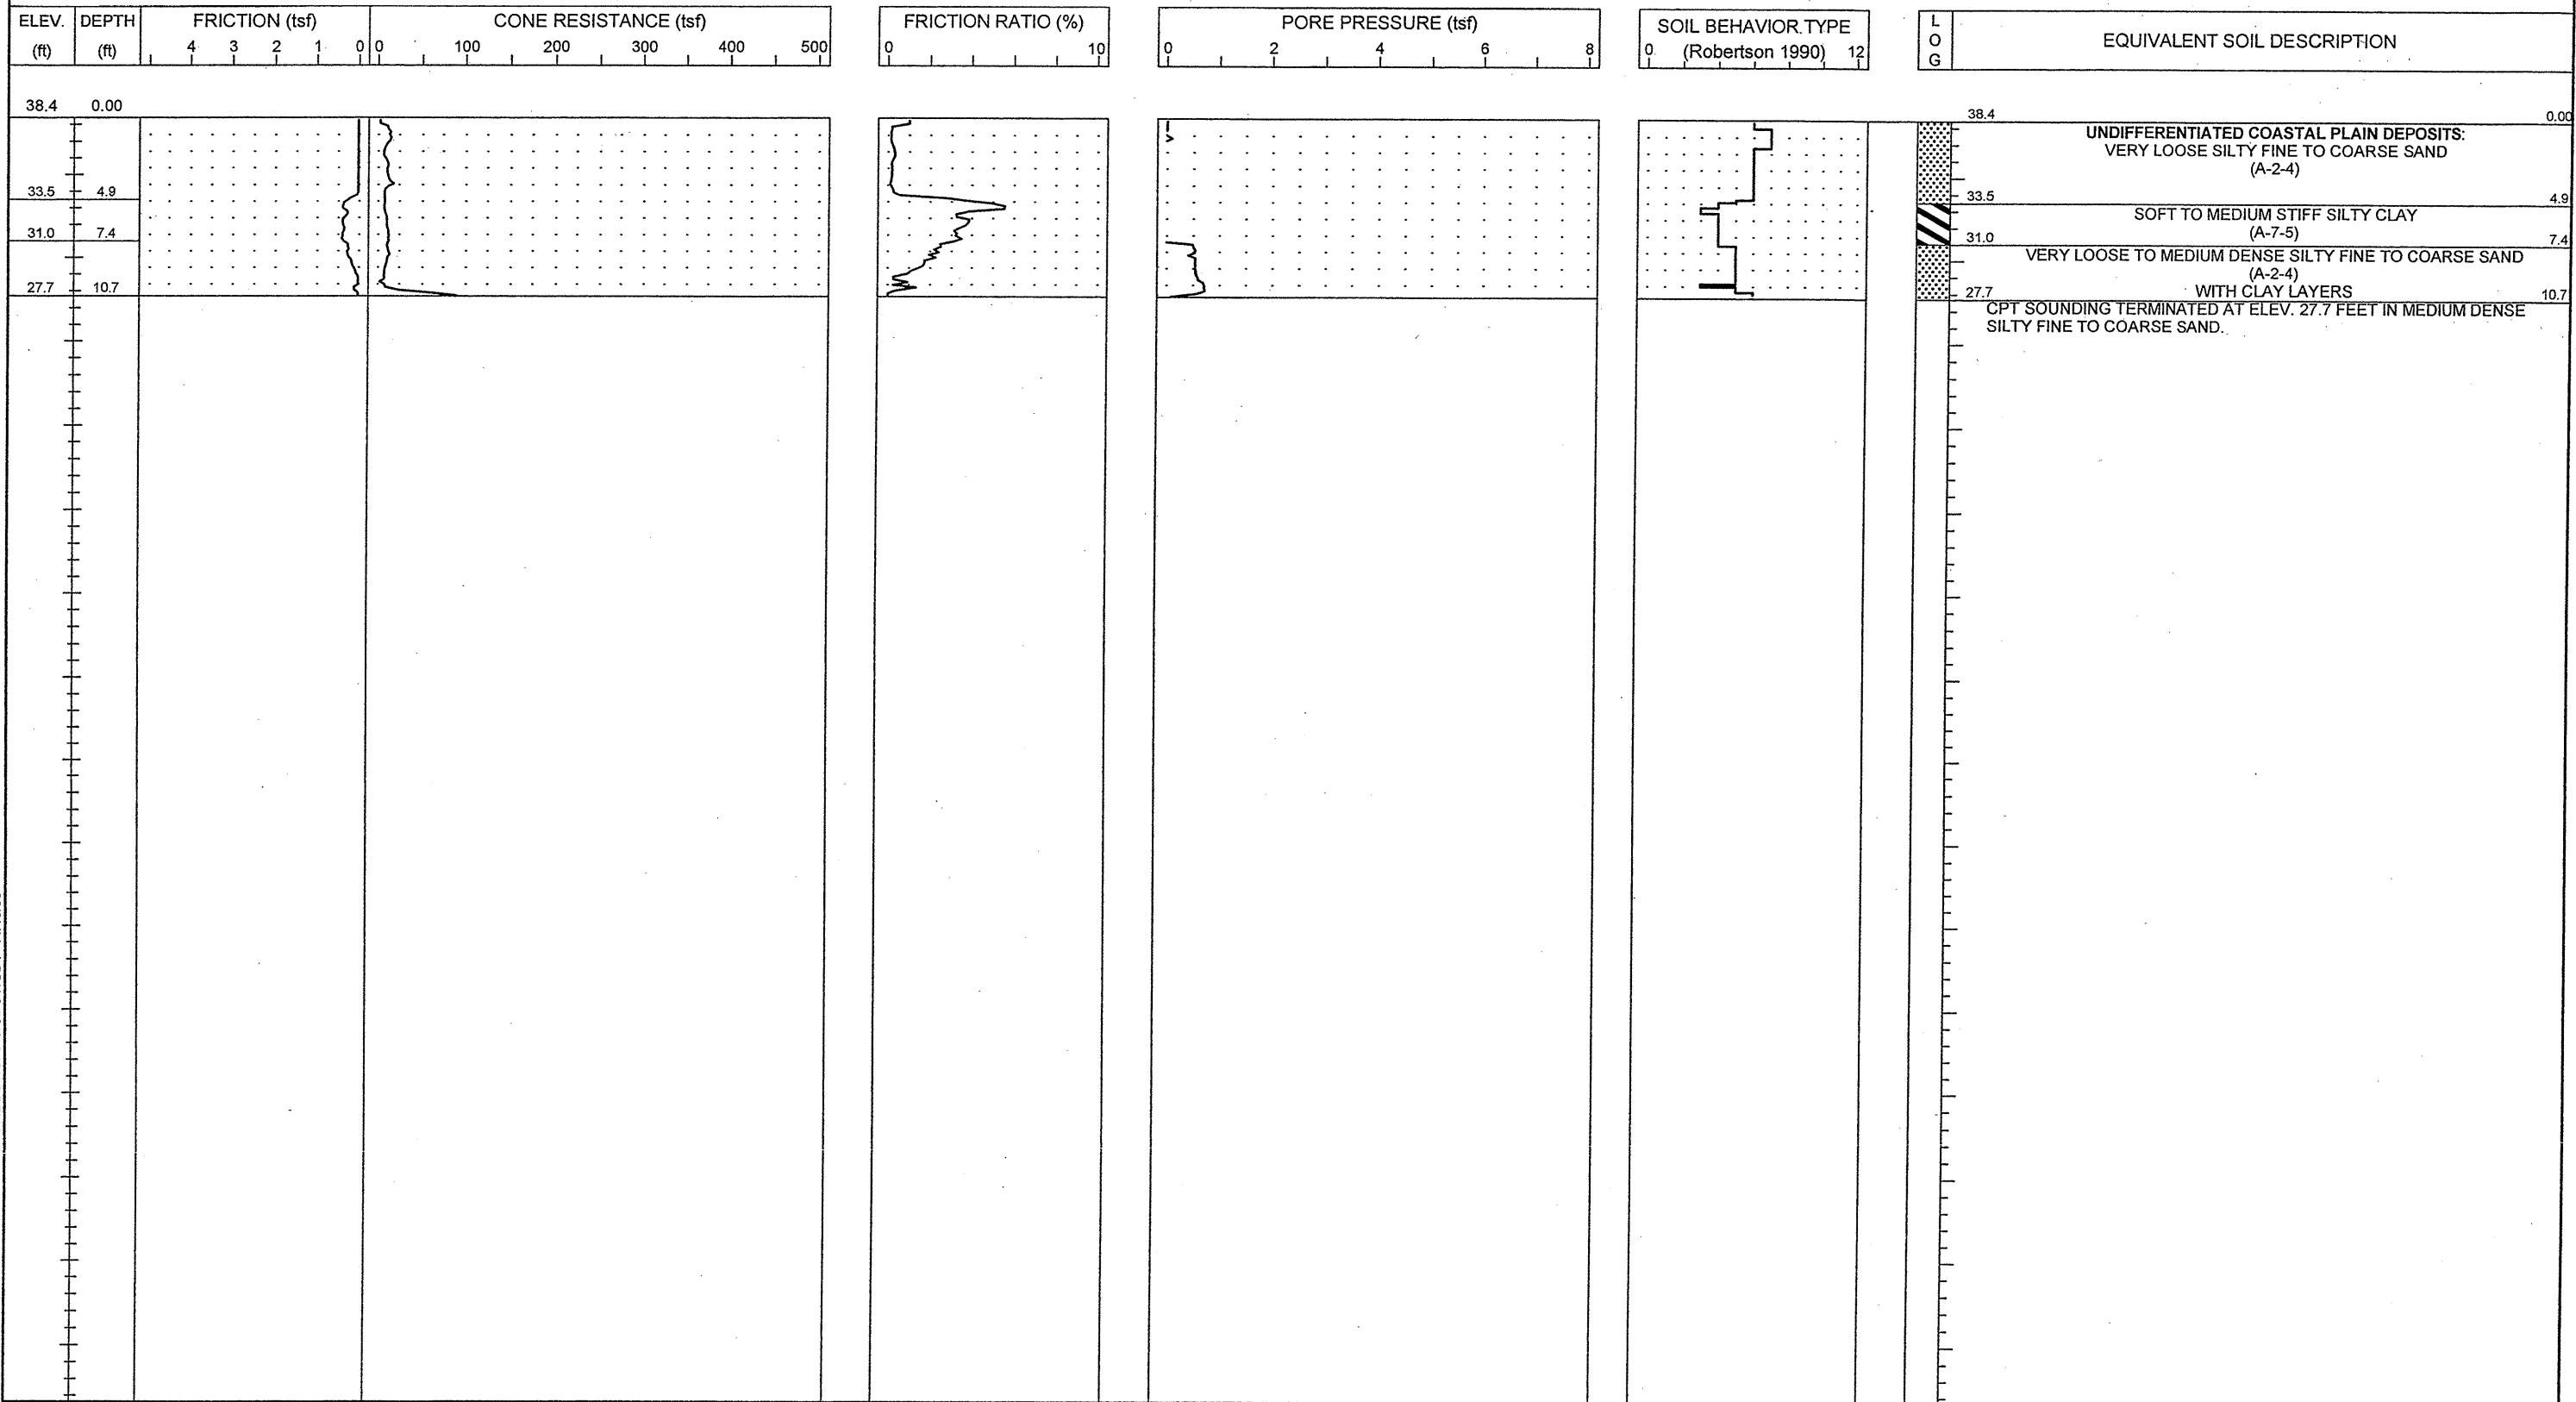 ELEV.
(ft)
DEPTH
(ft)
FRICTION (tsf)
4 3 2 1 0
CONE RESISTANCE (tsf)
0 100 200 300 400 500
FRICTION RATIO (%)
0 10
PORE PRESSURE (tsf)
0 2 4 6 8
SOIL BEHAVIOR TYPE
0 (Robertson 1990) 12
L
O
G
EQUIVALENT SOIL DESCRIPTION
38.4 0.00
33.5 4.9
31.0 7.4
27.7 10.7
38.4 0.00
UNDIFFERENTIATED COASTAL PLAIN DEPOSITS:
VERY LOOSE SILTY FINE TO COARSE SAND
(A-2-4)
33.5 4.9
SOFT TO MEDIUM STIFF SILTY CLAY
(A-7-5)
31.0 7.4
VERY LOOSE TO MEDIUM DENSE SILTY FINE TO COARSE SAND
(A-2-4)
WITH CLAY LAYERS
27.7 10.7
CPT SOUNDING TERMINATED AT ELEV. 27.7 FEET IN MEDIUM DENSE
SILTY FINE TO COARSE SAND.